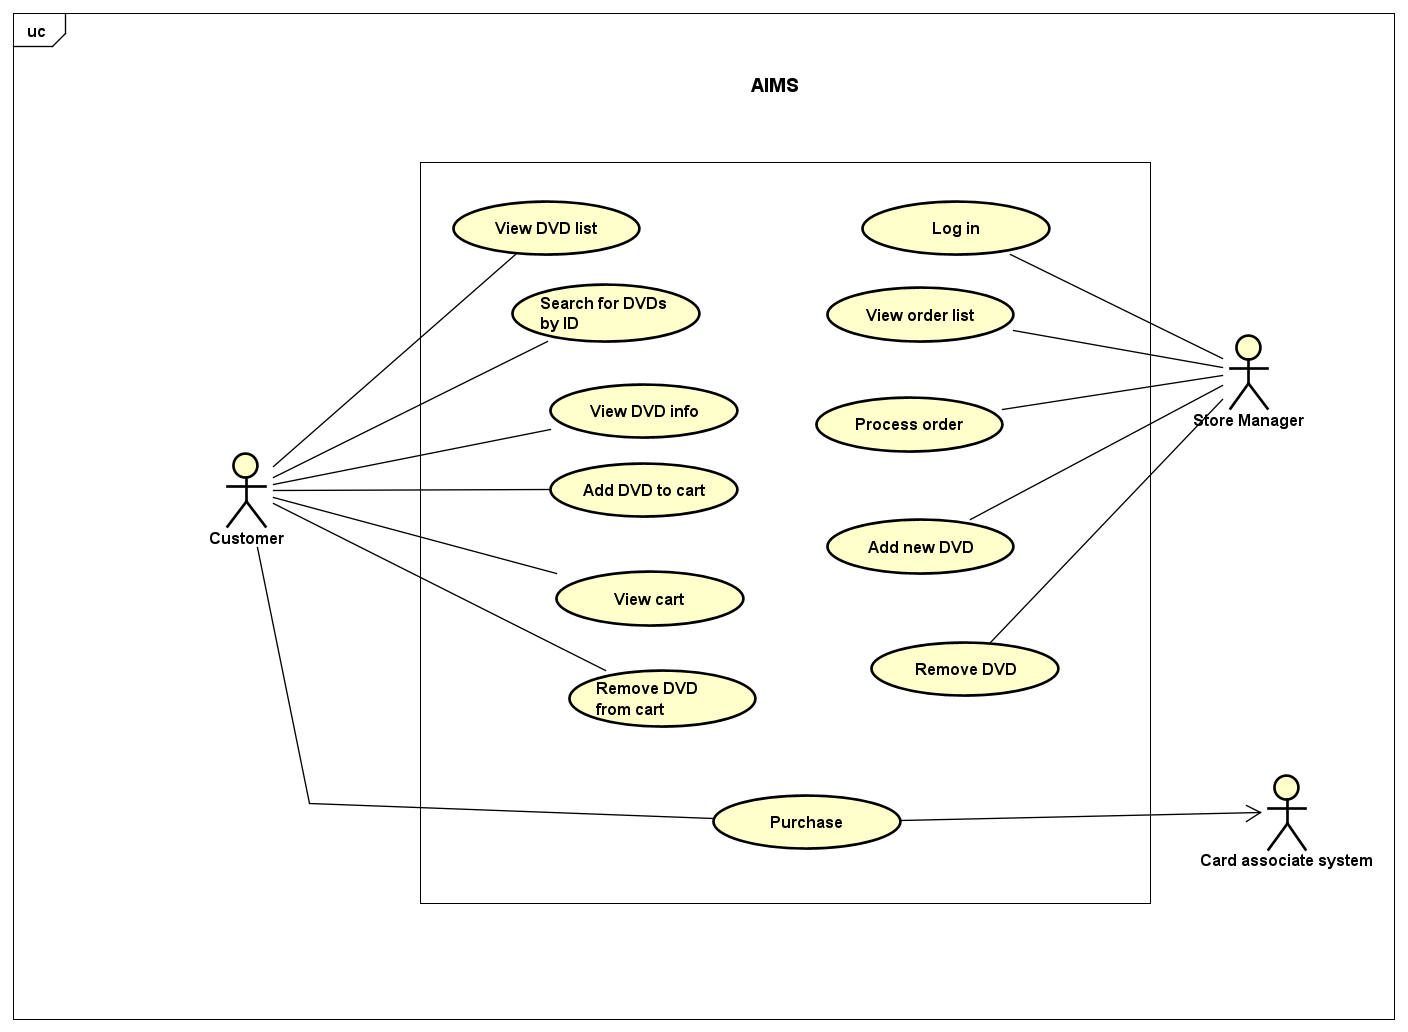 uc
AIMS
View DVD list
Log in
Search for DVDs
by ID
View order list
View DVD info
Process order
Store Manager
Add DVD to cart
Customer
Add new DVD
View cart
Remove DVD
Remove DVD
from cart
Purchase
Card associate system